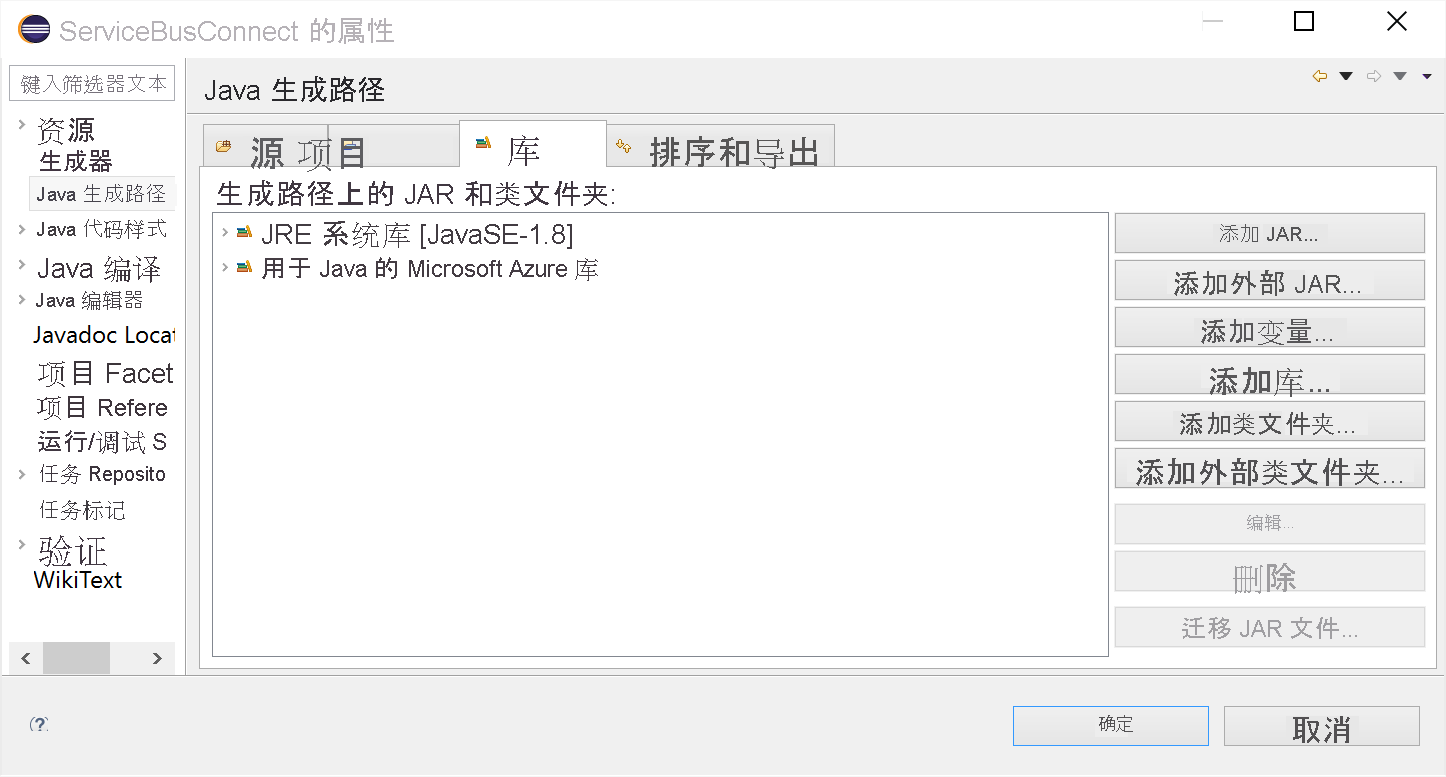 ServiceBusConnect 的属性
键入筛选器文本
资源
生成器
Java 生成路径
Java 代码样式
Java 编译
Java 编辑器
Javadoc Locat
项目 Facet
项目 Refere
运行/调试 S
任务 Reposito
任务标记
验证
WikiText
Java 生成路径
源 项目 库 排序和导出
生成路径上的 JAR 和类文件夹:
JRE 系统库 [JavaSE-1.8]
用于 Java 的 Microsoft Azure 库
添加 JAR...
添加外部 JAR...
添加变量...
添加库...
添加类文件夹...
添加外部类文件夹...
编辑...
删除
迁移 JAR 文件...
确定 取消